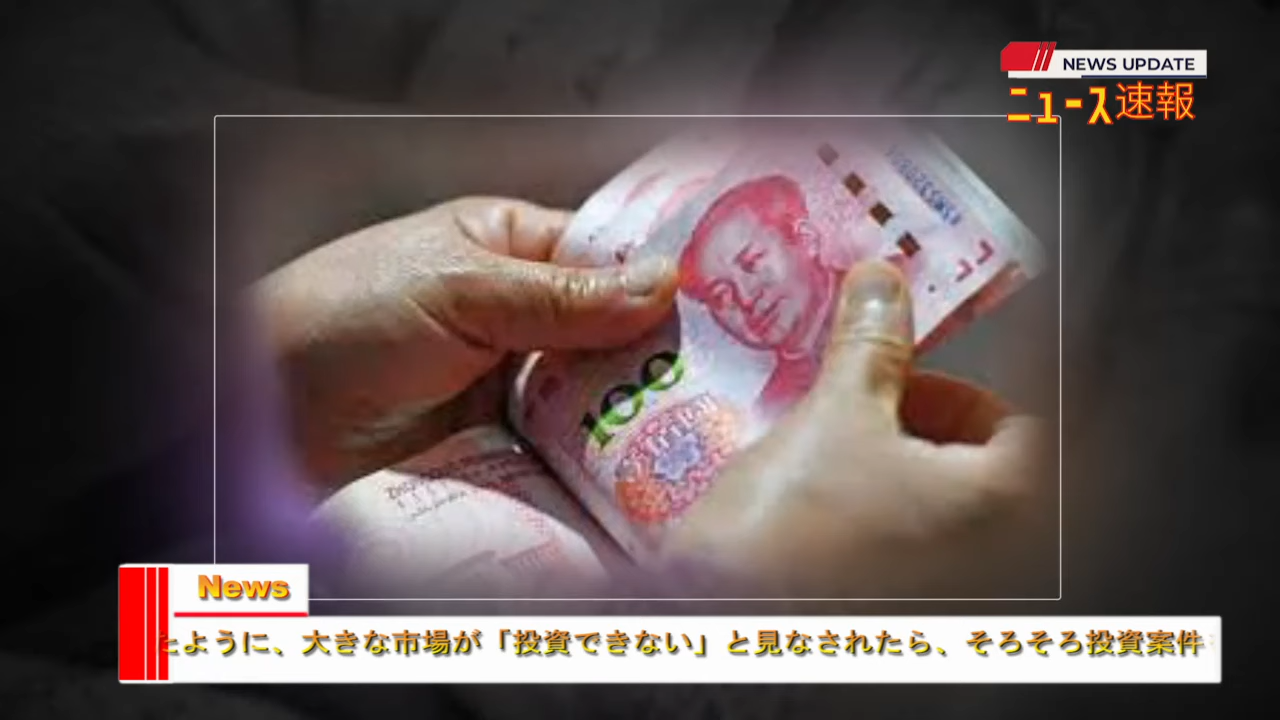 NEWS UPDATE
ニュース速報
100
News
たように、大きな市場が「投資できない」と見なされたら、そろそろ投資案件